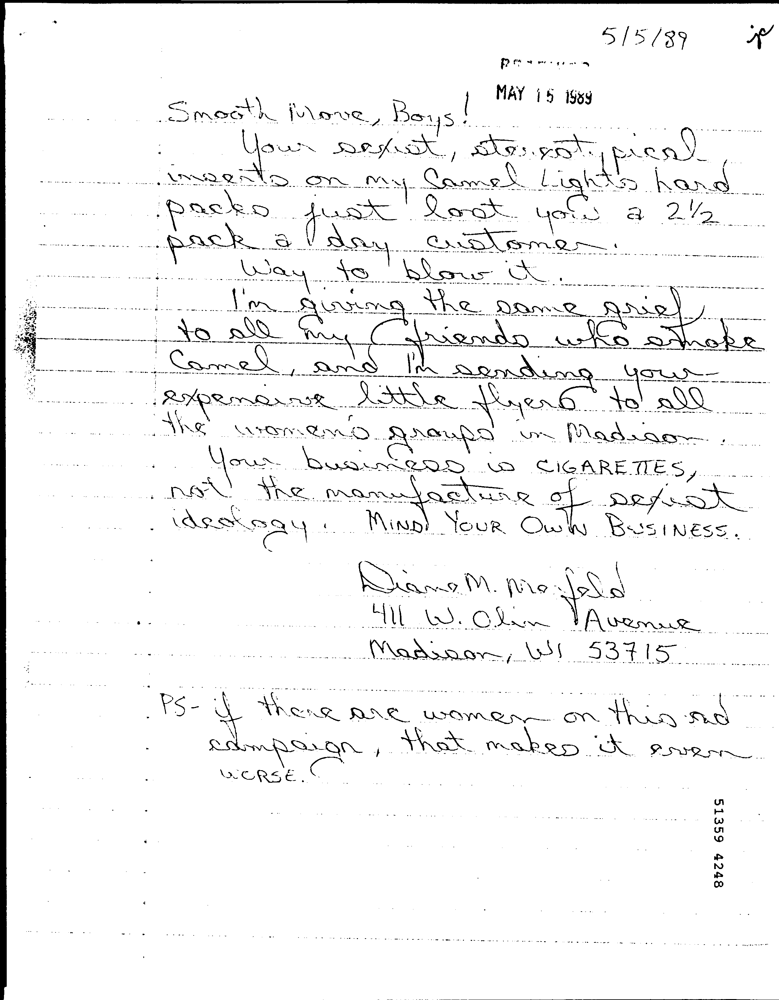 5/5/89
MAY 15 1989
Smooth Move, Boys!
Your sexist, stereotypical
inserts on my Camel Lights hard
packs just lost you a 2½
pack a day customer.
Way to blow it.
I'm giving the same grief
to all my friends who smoke
Camel, and I'm sending your
expensive little flyers to all
the women's groups in Madison.
Your business is CIGARETTES,
not the manufacture of sexist
ideology. MIND YOUR OWN BUSINESS.
Diane M.
411 W. Olin Avenue
Madison, WI 53715
PS- if there are women on this ad
campaign, that makes it even
WORSE.
51359 4248